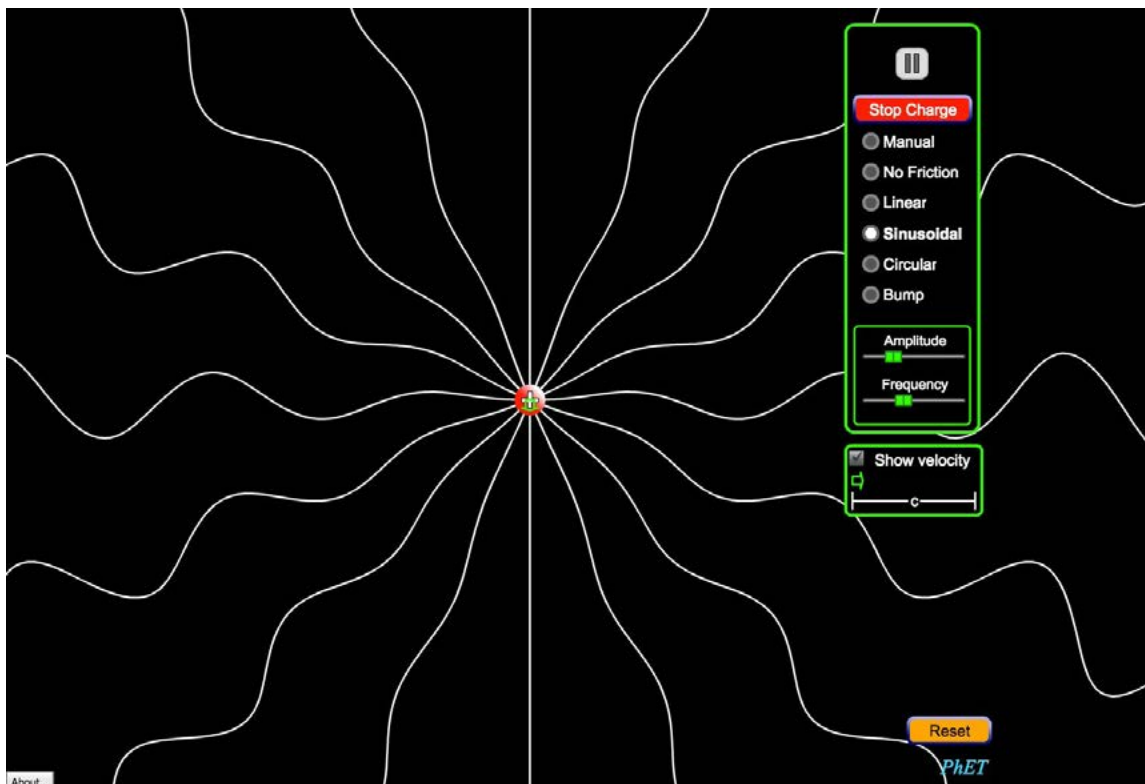 Stop Charge
Manual
No Friction
Linear
Sinusoidal
Circular
Bump
Amplitude
Frequency
Show velocity
c
Reset
PhET
About...